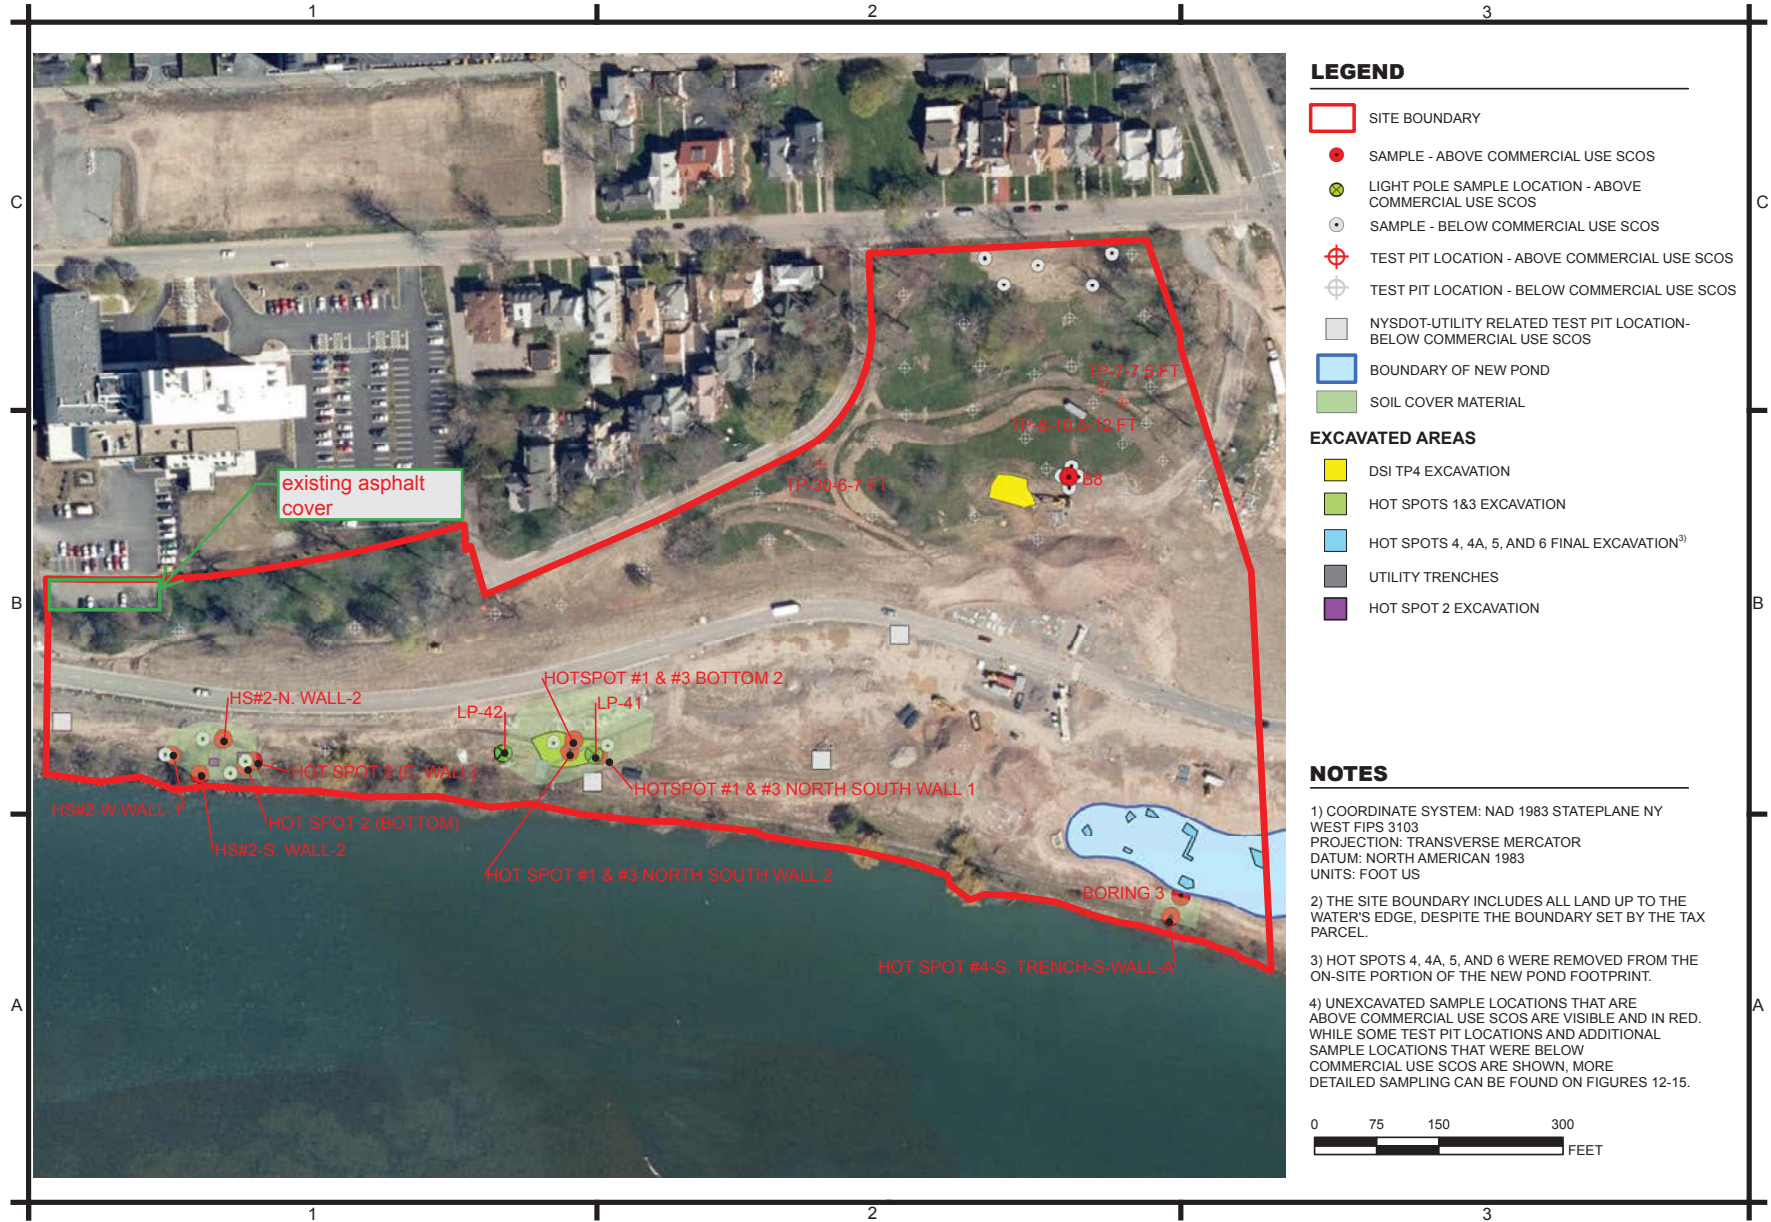 1
2
3
C
C
B
B
A
A
TP-7-7.5 FT
TP-8-10.5-12 FT
TP-30-6-7 FT
B8
existing asphalt
cover
HOTSPOT #1 & #3 BOTTOM 2
HS#2-N. WALL-2
LP-42
LP-41
HOT SPOT 2 (E. WALL)
HOTSPOT #1 & #3 NORTH SOUTH WALL 1
HS#2-W WALL-1
HOT SPOT 2 (BOTTOM)
HS#2-S. WALL-2
HOT SPOT #1 & #3 NORTH SOUTH WALL 2
BORING 3
HOT SPOT #4-S. TRENCH-S-WALL-A
LEGEND
SITE BOUNDARY
SAMPLE - ABOVE COMMERCIAL USE SCOS
LIGHT POLE SAMPLE LOCATION - ABOVE
COMMERCIAL USE SCOS
SAMPLE - BELOW COMMERCIAL USE SCOS
TEST PIT LOCATION - ABOVE COMMERCIAL USE SCOS
TEST PIT LOCATION - BELOW COMMERCIAL USE SCOS
NYSDOT-UTILITY RELATED TEST PIT LOCATION-
BELOW COMMERCIAL USE SCOS
BOUNDARY OF NEW POND
SOIL COVER MATERIAL
EXCAVATED AREAS
DSI TP4 EXCAVATION
HOT SPOTS 1&3 EXCAVATION
HOT SPOTS 4, 4A, 5, AND 6 FINAL EXCAVATION3)
UTILITY TRENCHES
HOT SPOT 2 EXCAVATION
NOTES
1) COORDINATE SYSTEM: NAD 1983 STATEPLANE NY
WEST FIPS 3103
PROJECTION: TRANSVERSE MERCATOR
DATUM: NORTH AMERICAN 1983
UNITS: FOOT US
2) THE SITE BOUNDARY INCLUDES ALL LAND UP TO THE
WATER'S EDGE, DESPITE THE BOUNDARY SET BY THE TAX
PARCEL.
3) HOT SPOTS 4, 4A, 5, AND 6 WERE REMOVED FROM THE
ON-SITE PORTION OF THE NEW POND FOOTPRINT.
4) UNEXCAVATED SAMPLE LOCATIONS THAT ARE
ABOVE COMMERCIAL USE SCOS ARE VISIBLE AND IN RED.
WHILE SOME TEST PIT LOCATIONS AND ADDITIONAL
SAMPLE LOCATIONS THAT WERE BELOW
COMMERCIAL USE SCOS ARE SHOWN, MORE
DETAILED SAMPLING CAN BE FOUND ON FIGURES 12-15.
0 75 150 300
FEET
1
2
3